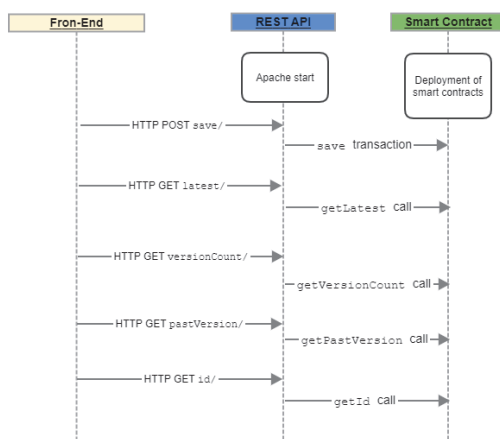 Fron-End
REST API
Smart Contract
Apache start
Deployment of
smart contracts
HTTP POST save/
save transaction
HTTP GET latest/
getLatest call
HTTP GET versionCount/
getVersionCount call
HTTP GET pastVersion/
getPastVersion call
HTTP GET id/
getId call